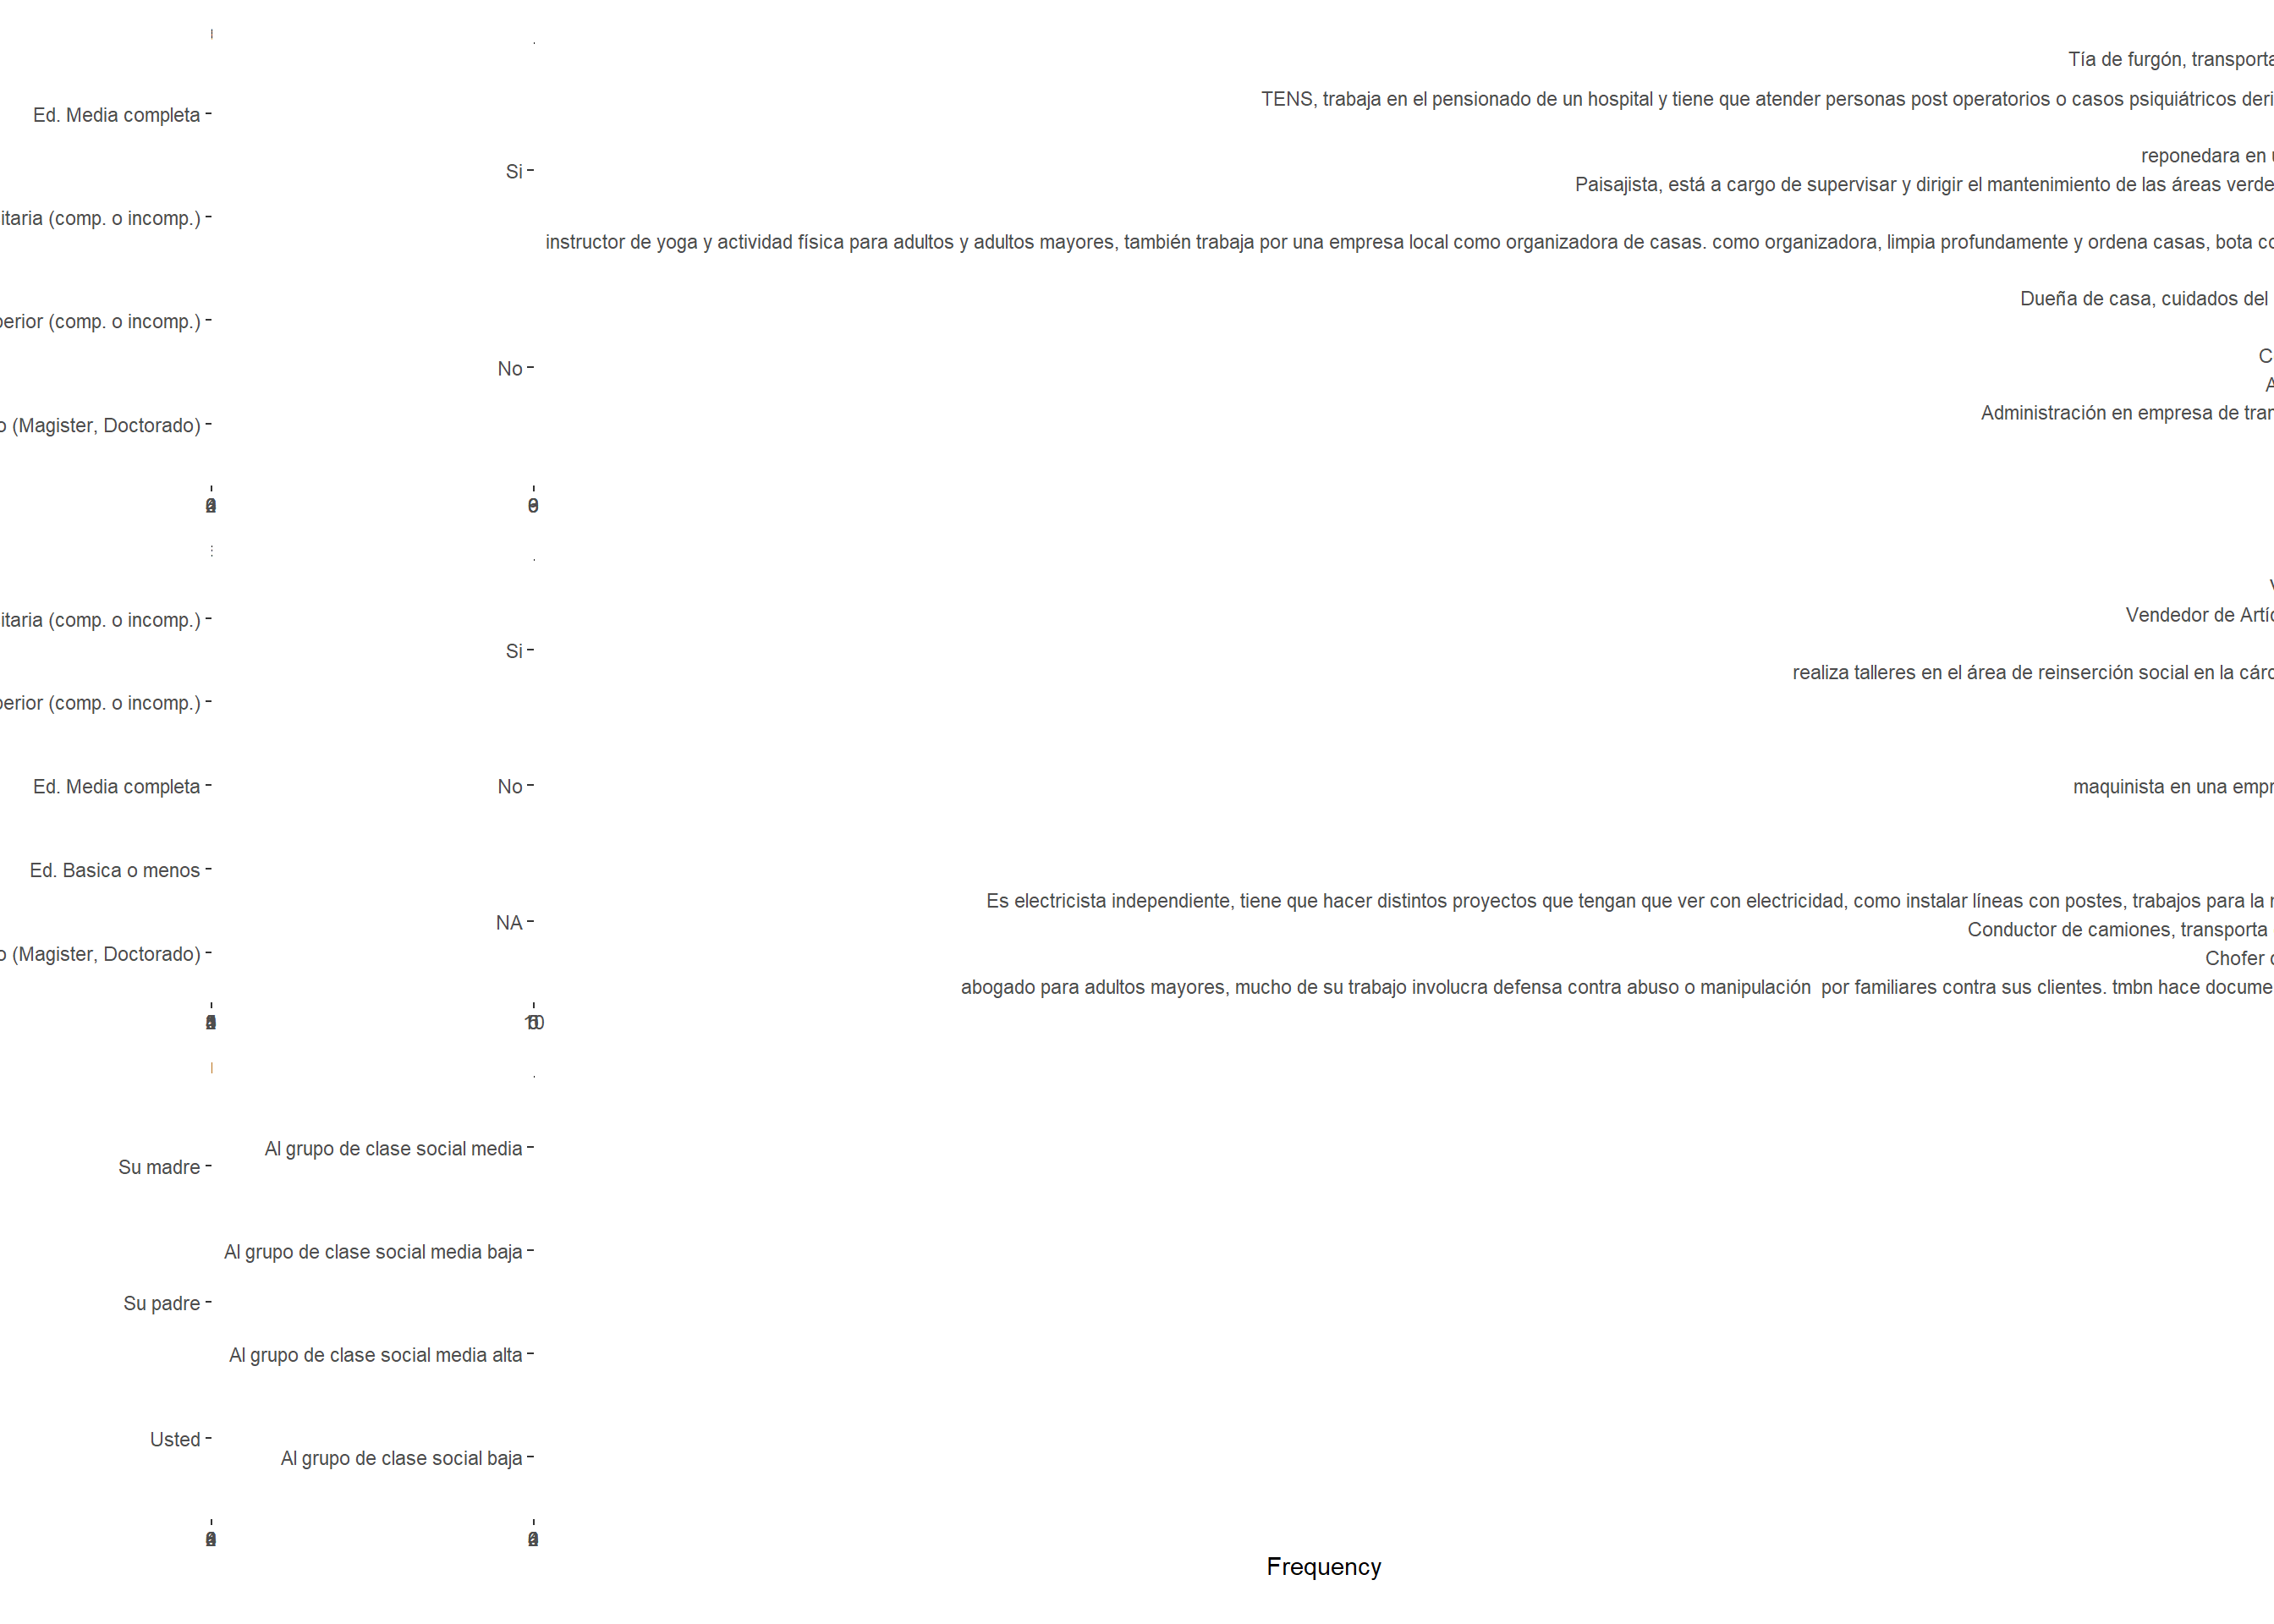 Tía de furgón, transporta
TENS, trabaja en el pensionado de un hospital y tiene que atender personas post operatorios o casos psiquiátricos deri
Ed. Media completa
reponedara en
Si
Paisajista, está a cargo de supervisar y dirigir el mantenimiento de las áreas verde
itaria (comp. o incomp.)
instructor de yoga y actividad física para adultos y adultos mayores, también trabaja por una empresa local como organizadora de casas. como organizadora, limpia profundamente y ordena casas, bota co
Dueña de casa, cuidados del
erior (comp. o incomp.)
C
No
A
Administración en empresa de tran
o (Magister, Doctorado)
Vendedor de Artíc
itaria (comp. o incomp.)
Si
realiza talleres en el área de reinserción social en la cárc
erior (comp. o incomp.)
Ed. Media completa
No
maquinista en una empr
Ed. Basica o menos
Es electricista independiente, tiene que hacer distintos proyectos que tengan que ver con electricidad, como instalar líneas con postes, trabajos para la
NA
Conductor de camiones, transporta
o (Magister, Doctorado)
Chofer
abogado para adultos mayores, mucho de su trabajo involucra defensa contra abuso o manipulación  por familiares contra sus clientes. tmbn hace docume
10
Al grupo de clase social media
Su madre
Al grupo de clase social media baja
Su padre
Al grupo de clase social media alta
Usted
Al grupo de clase social baja
Frequency